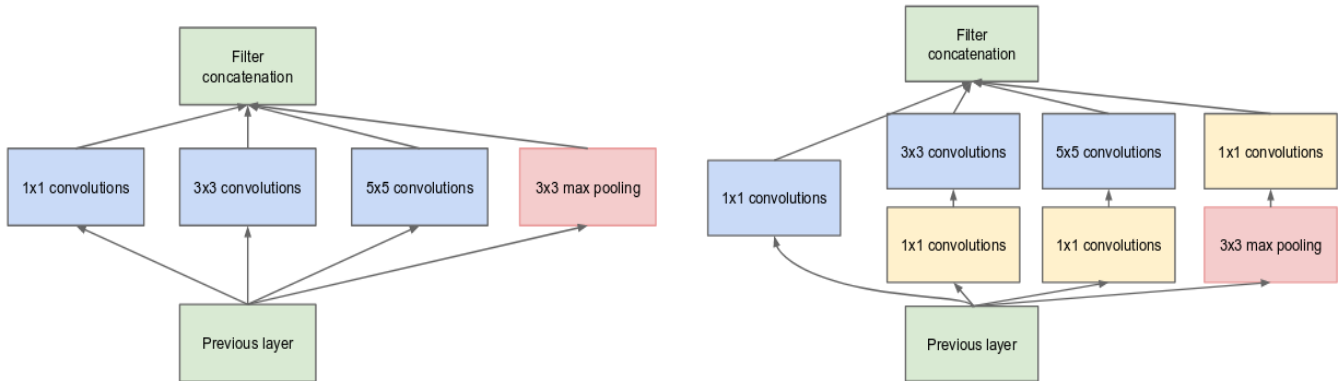 Filter
concatenation
1x1 convolutions
3x3 convolutions
5x5 convolutions
3x3 max pooling
Previous layer
Filter
concatenation
3x3 convolutions
5x5 convolutions
1x1 convolutions
1x1 convolutions
1x1 convolutions
1x1 convolutions
3x3 max pooling
Previous layer